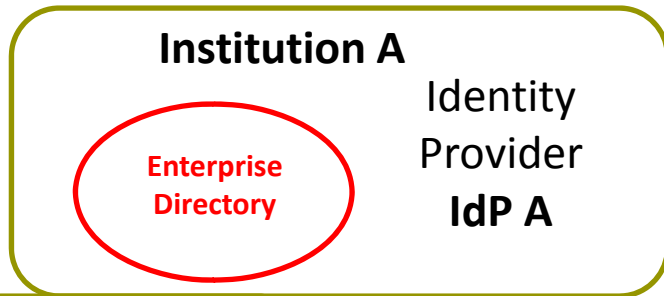 Institution A
Identity
Provider
IdP A
Enterprise
Directory